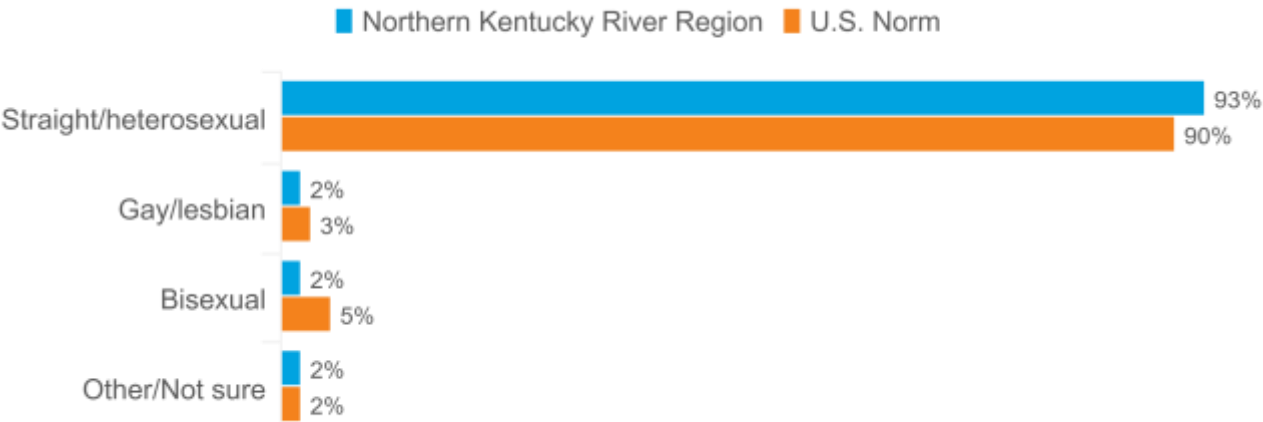 Northern Kentucky River Region U.S. Norm
Straight/heterosexual
93%
90%
Gay/lesbian
2%
3%
Bisexual
2%
5%
Other/Not sure
2%
2%